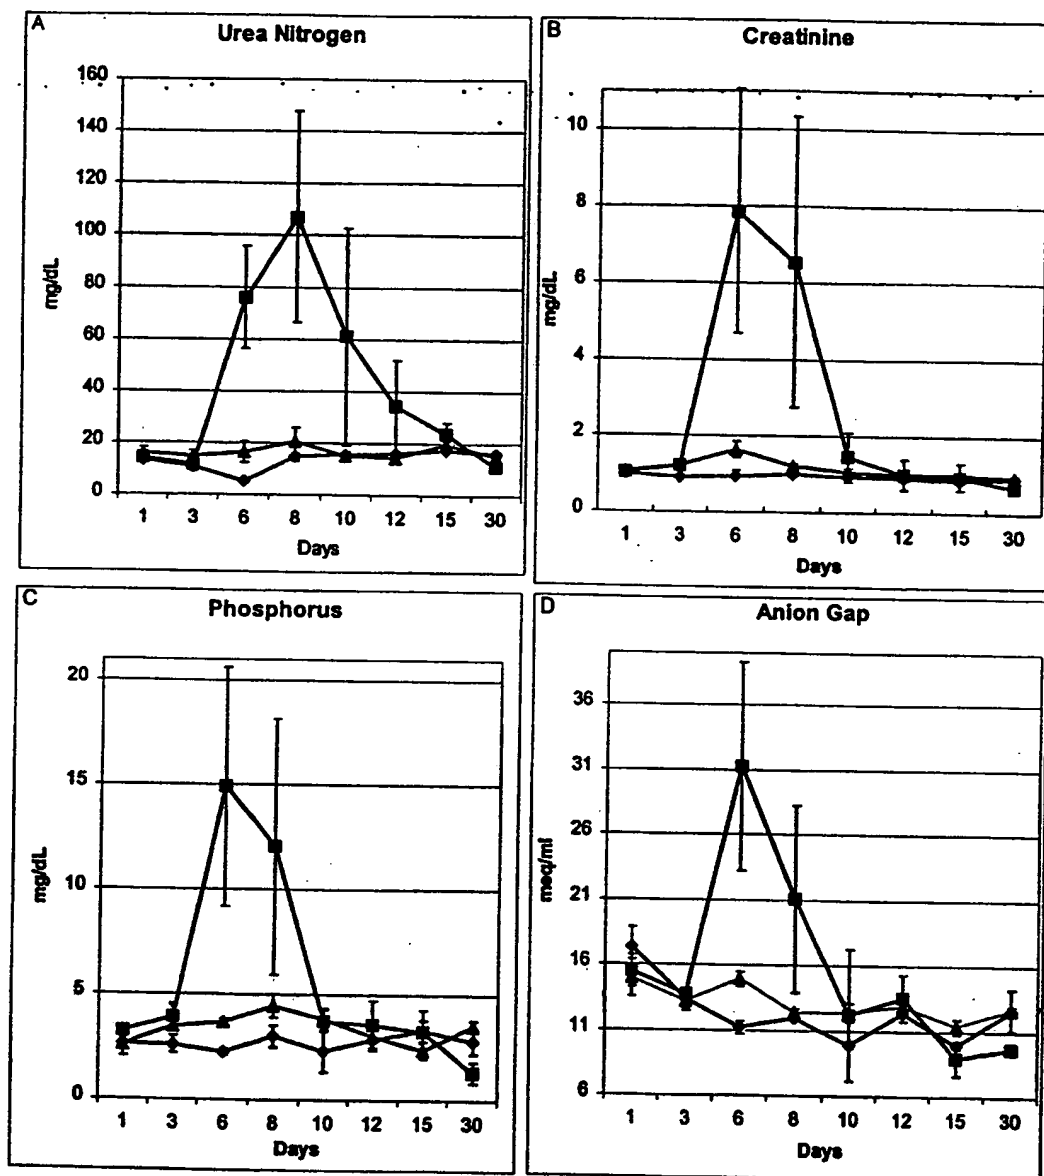 A
Urea Nitrogen
160
140
120
100
80
60
40
20
0
mg/dL
1 3 6 8 10 12 15 30
Days
B
Creatinine
10
8
6
4
2
0
mg/dL
1 3 6 8 10 12 15 30
Days
C
Phosphorus
20
15
10
5
0
mg/dL
1 3 6 8 10 12 15 30
Days
D
Anion Gap
36
31
26
21
16
11
6
meq/ml
1 3 6 8 10 12 15 30
Days